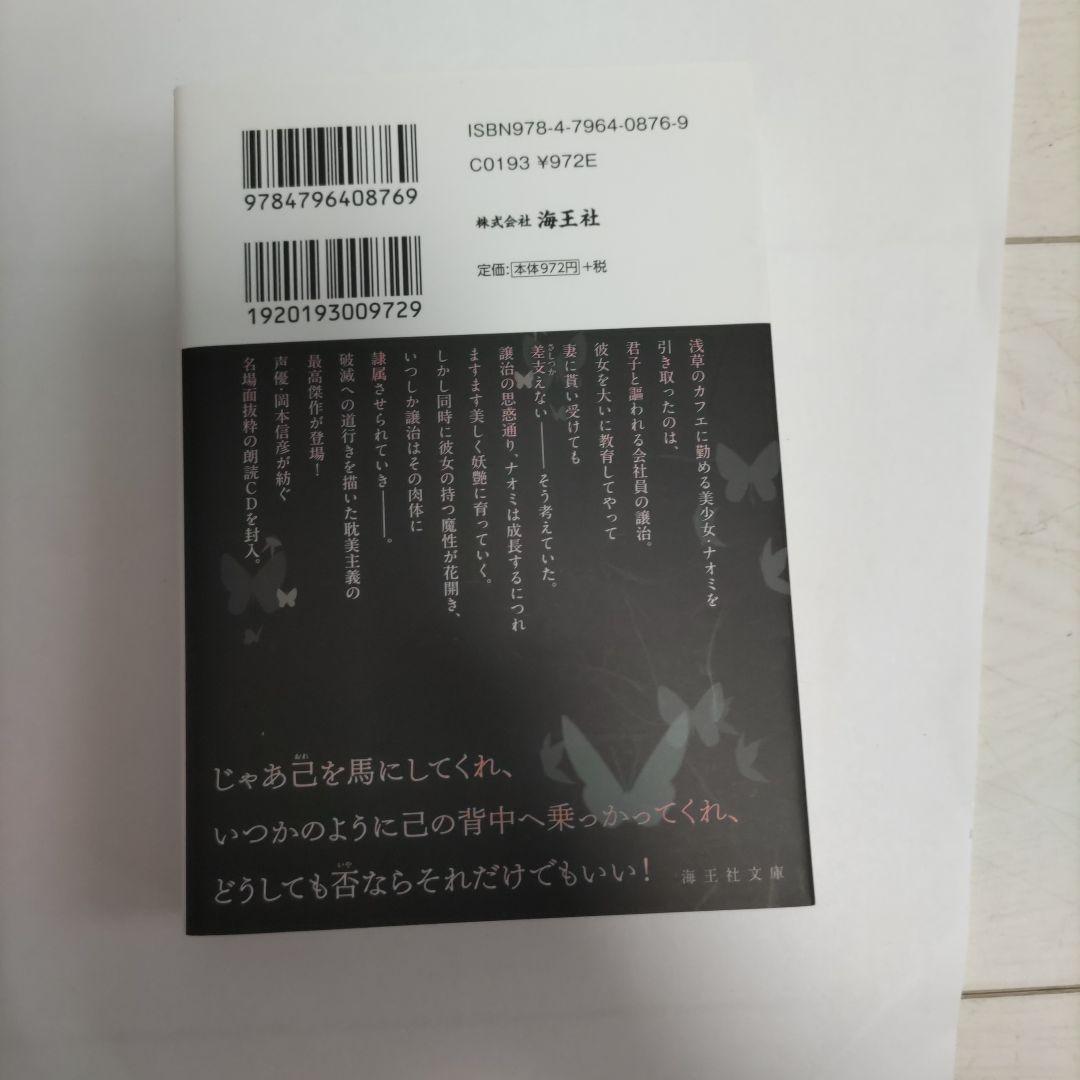 9784796408769
1920193009729
ISBN978-4-7964-0876-9
C0193 ¥972E
株式会社 海王社
定価:本体972円+税
浅草のカフェに勤める美少女・ナオミを
引き取ったのは、
君子と謳われる会社員の譲治。
彼女を大いに教育してやって
妻に貰い受けても
差支えない――そう考えていた。
さしつか
譲治の思惑通り、ナオミは成長するにつれ
ますます美しく妖艶に育っていく。
しかし同時に彼女の持つ魔性が花開き、
いつしか譲治はその肉体に
隷属させられていき――。
破滅への道行きを描いた耽美主義の
最高傑作が登場!
声優・岡本信彦が紡ぐ
名場面抜粋の朗読CDを封入。
おれ
じゃあ己を馬にしてくれ、
いつかのように己の背中へ乗っかってくれ、
いや
どうしても否ならそれだけでもいい!
海王社文庫